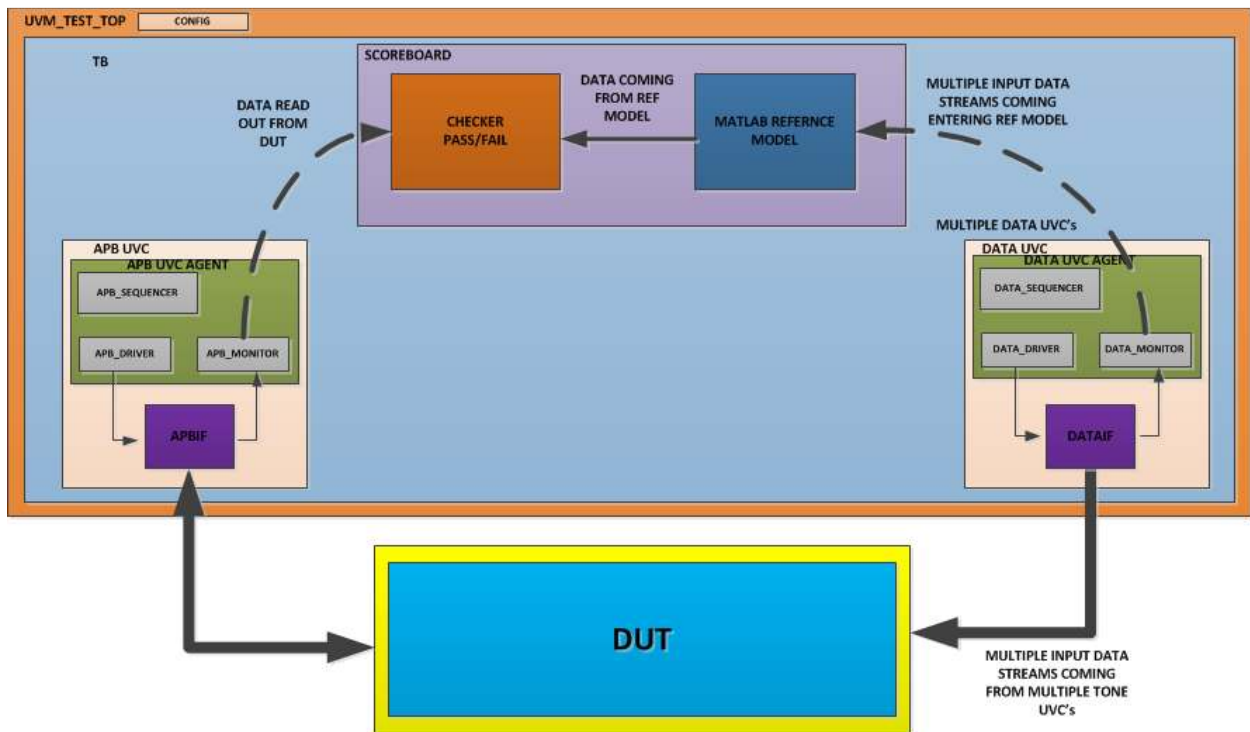 UVM_TEST_TOP
CONFIG
TB
SCOREBOARD
DATA READ
OUT FROM
DUT
CHECKER
PASS/FAIL
DATA COMING
FROM REF
MODEL
MATLAB REFERNCE
MODEL
MULTIPLE INPUT DATA
STREAMS COMING
ENTERING REF MODEL
MULTIPLE DATA UVC's
APB UVC
APB UVC AGENT
APB_SEQUENCER
APB_DRIVER
APB_MONITOR
APBIF
DATA UVC
DATA UVC AGENT
DATA_SEQUENCER
DATA_DRIVER
DATA_MONITOR
DATAIF
DUT
MULTIPLE INPUT DATA
STREAMS COMING
FROM MULTIPLE TONE
UVC's